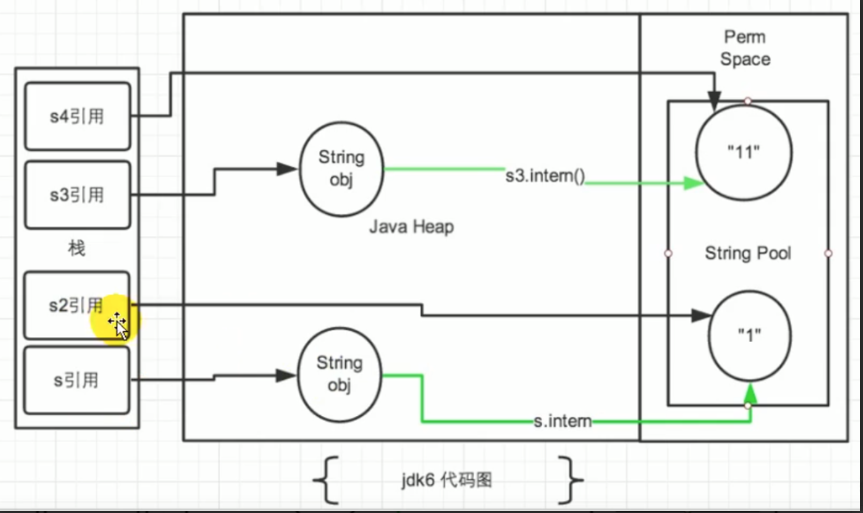 Perm
Space
s4引用
"11"
String
obj
s3.intern()
s3引用
Java Heap
栈
String Pool
s2引用
"1"
String
obj
s引用
s.intern
jdk6 代码图